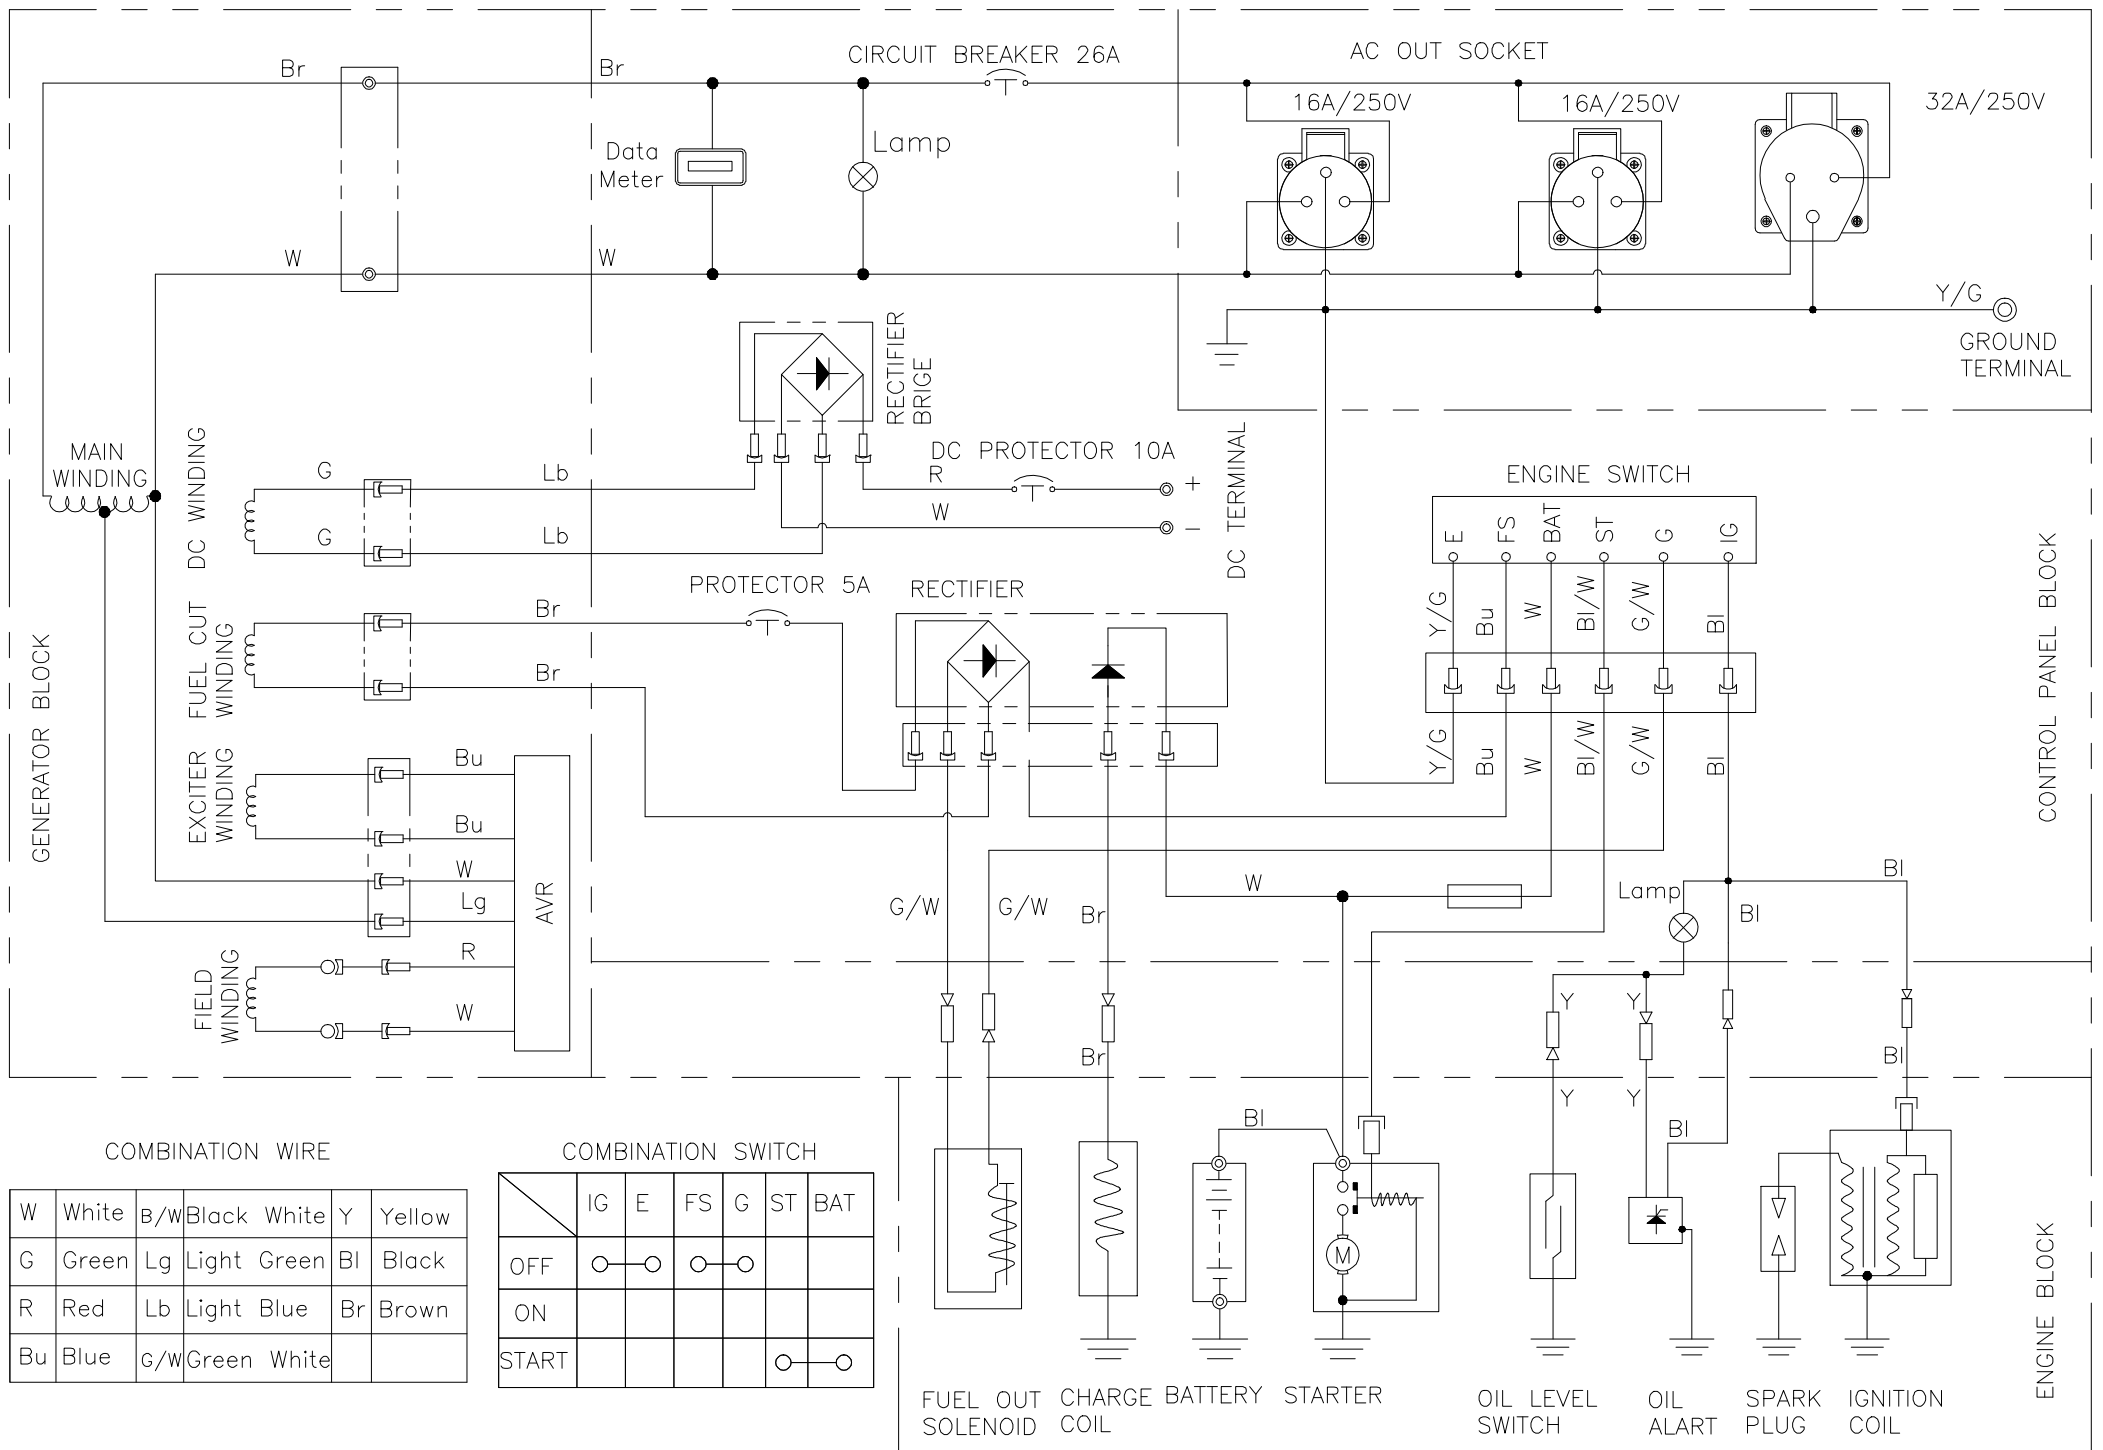 CIRCUIT BREAKER 26A
AC OUT SOCKET
Br
Br
16A/250V
16A/250V
32A/250V
Data
Meter
Lamp
W
W
Y/G
GROUND
TERMINAL
RECTIFIER
BRIGE
MAIN
WINDING
DC WINDING
G
Lb
G
Lb
DC PROTECTOR 10A
R
+
W
−
DC TERMINAL
ENGINE SWITCH
E
FS
BAT
ST
G
IG
Y/G
Bu
W
Bl/W
G/W
Bl
Y/G
Bu
W
Bl/W
G/W
Bl
CONTROL PANEL BLOCK
PROTECTOR 5A
RECTIFIER
FUEL CUT
WINDING
Br
Br
GENERATOR BLOCK
EXCITER
WINDING
Bu
Bu
W
Lg
AVR
FIELD
WINDING
R
W
G/W
G/W
Br
W
Lamp
Bl
Bl
Y
Y
Br
Bl
Y
Y
Bl
Bl
COMBINATION WIRE
W White B/W Black White Y Yellow
G Green Lg Light Green Bl Black
R Red Lb Light Blue Br Brown
Bu Blue G/W Green White
COMBINATION SWITCH
IG E FS G ST BAT
OFF
ON
START
M
FUEL OUT
SOLENOID
CHARGE
COIL
BATTERY
STARTER
OIL LEVEL
SWITCH
OIL
ALART
SPARK
PLUG
IGNITION
COIL
ENGINE BLOCK